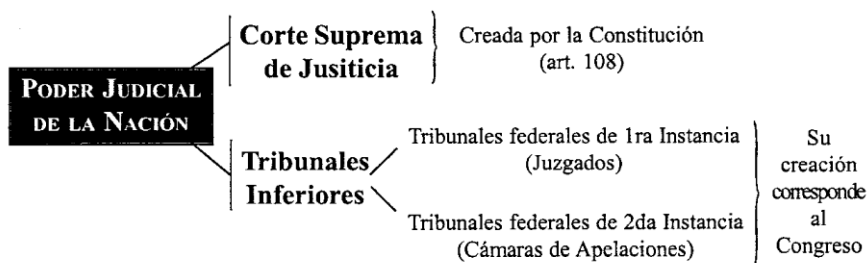 PODER JUDICIAL
DE LA NACIÓN
Corte Suprema
de Jusiticia
Creada por la Constitución
(art. 108)
Tribunales
Inferiores
Tribunales federales de 1ra Instancia
(Juzgados)
Tribunales federales de 2da Instancia
(Cámaras de Apelaciones)
Su
creación
corresponde
al
Congreso